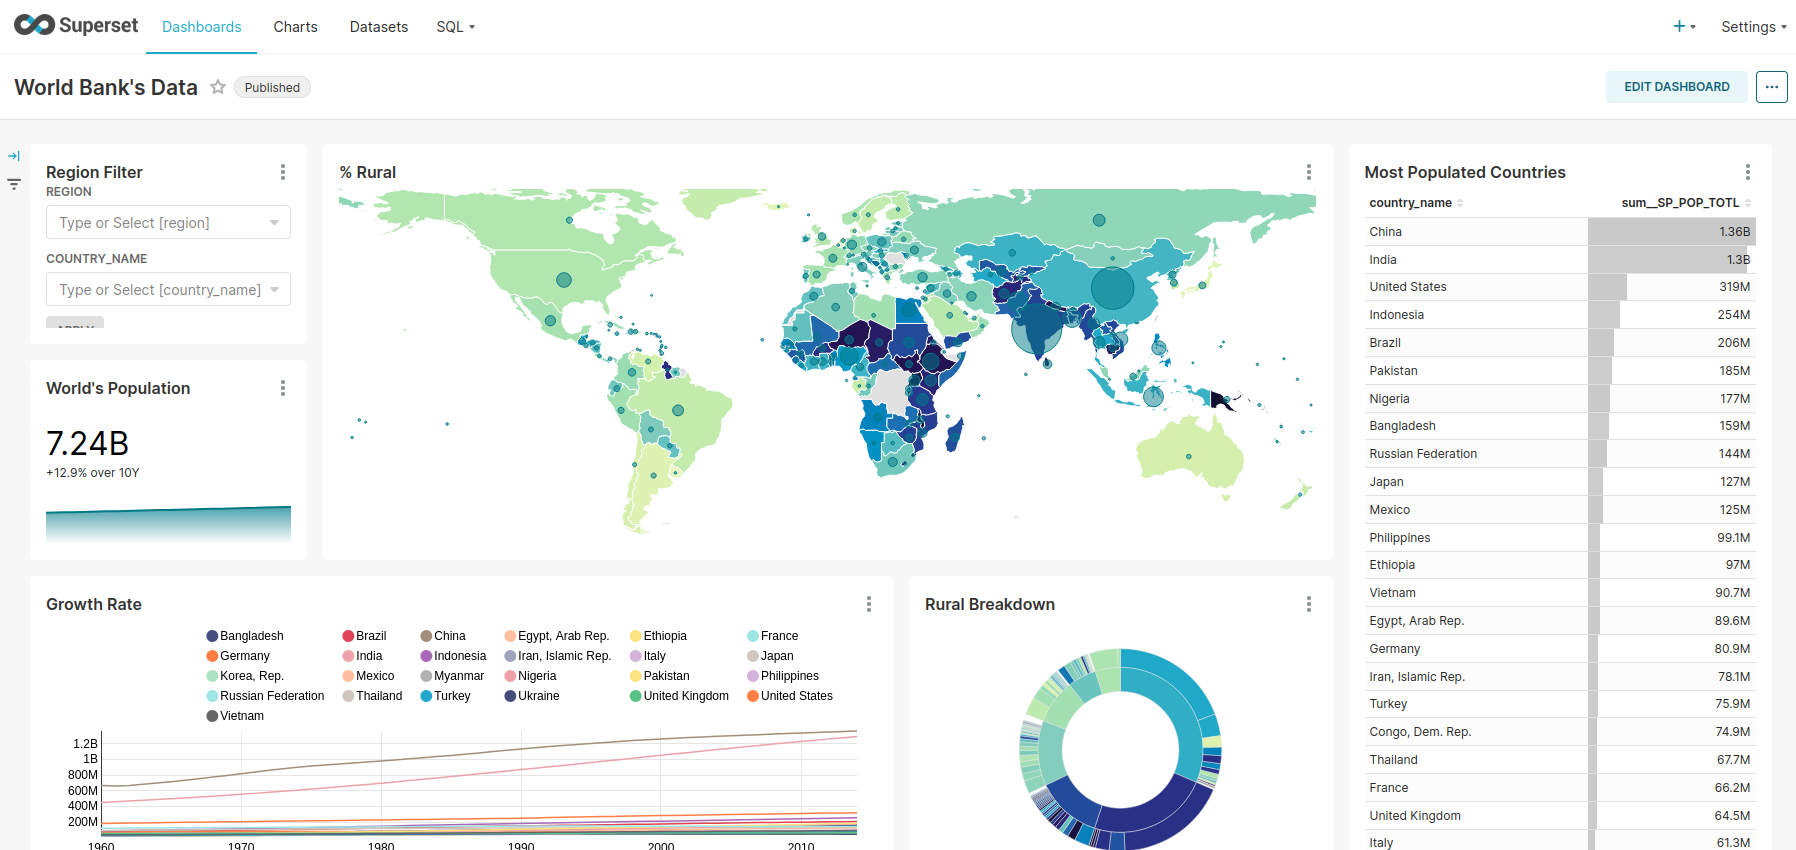 Superset
Dashboards
Charts
Datasets
SQL
+
Settings
World Bank's Data
Published
EDIT DASHBOARD
...
Region Filter
REGION
Type or Select [region]
COUNTRY_NAME
Type or Select [country_name]
APPLY
World's Population
7.24B
+12.9% over 10Y
% Rural
Most Populated Countries
country_name sum__SP_POP_TOTL
China 1.36B
India 1.3B
United States 319M
Indonesia 254M
Brazil 206M
Pakistan 185M
Nigeria 177M
Bangladesh 159M
Russian Federation 144M
Japan 127M
Mexico 125M
Philippines 99.1M
Ethiopia 97M
Vietnam 90.7M
Egypt, Arab Rep. 89.6M
Germany 80.9M
Iran, Islamic Rep. 78.1M
Turkey 75.9M
Congo, Dem. Rep. 74.9M
Thailand 67.7M
France 66.2M
United Kingdom 64.5M
Italy 61.3M
Growth Rate
Bangladesh Brazil China Egypt, Arab Rep. Ethiopia France
Germany India Indonesia Iran, Islamic Rep. Italy Japan
Korea, Rep. Mexico Myanmar Nigeria Pakistan Philippines
Russian Federation Thailand Turkey Ukraine United Kingdom United States
Vietnam
1.2B
1B
800M
600M
400M
200M
1960 1970 1980 1990 2000 2010
Rural Breakdown